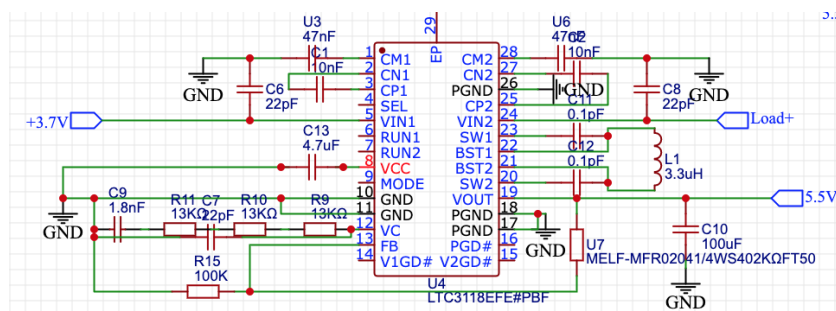 3.
29
U3
47nF
C1
10nF
EP
U6
47nF
C2
10nF
GND
C6
22pF
1 CM1
2 CN1
3 CP1
4 SEL
5 VIN1
6 RUN1
7 RUN2
8 VCC
9 MODE
10 GND
11 GND
12 VC
13 FB
14 V1GD#
CM2 28
CN2 27
PGND 26
CP2 25
VIN2 24
SW1 23
BST1 22
BST2 21
SW2 20
VOUT 19
PGND 18
PGND 17
PGD# 16
V2GD# 15
GND
GND
C8
22pF
+3.7V
Load+
C11
0.1pF
C12
0.1pF
L1
3.3uH
C13
4.7uF
5.5V
C9
1.8nF
R11
13KΩ
C7
22pF
R10
13KΩ
R9
13KΩ
GND
GND
C10
100uF
R15
100K
U7
MELF-MFR02041/4WS402KΩFT50
U4
LTC3118EFE#PBF
GND